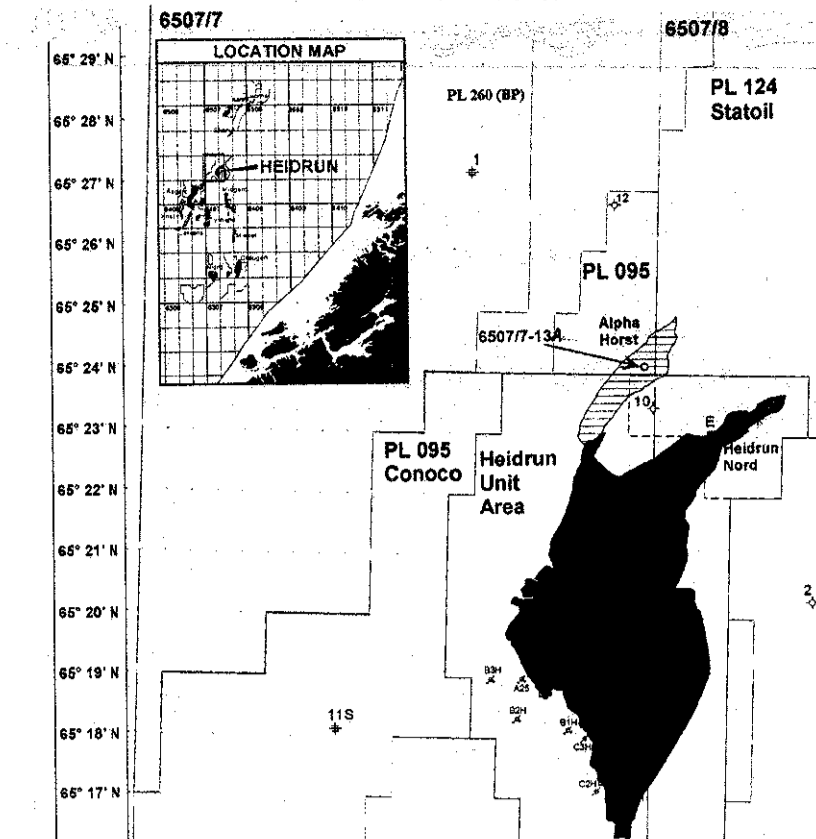 6507/7
6507/8
LOCATION MAP
HEIDRUN
65° 29' N
65° 28' N
65° 27' N
65° 26' N
65° 25' N
65° 24' N
65° 23' N
65° 22' N
65° 21' N
65° 20' N
65° 19' N
65° 18' N
65° 17' N
PL 260 (BP)
PL 124
Statoil
1
12
PL 095
Alpha
Horst
6507/7-13A
10
E
Heidrun
Nord
PL 095
Conoco
Heidrun
Unit
Area
2
B3H
A25
B2H
11S
B1H
C3H
C2H